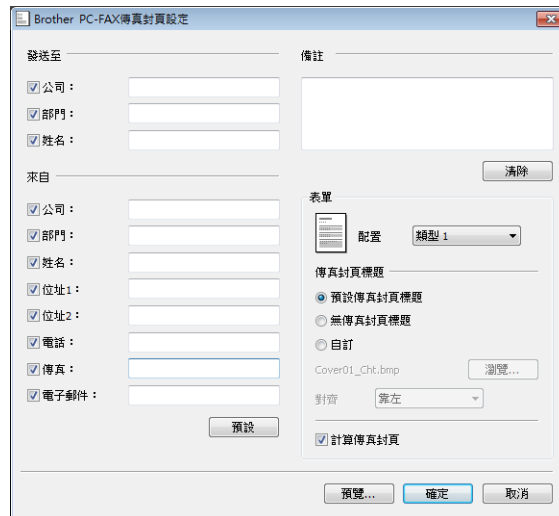 Brother PC-FAX傳真封頁設定
發送至
公司：
部門：
姓名：
來自
公司：
部門：
姓名：
位址1：
位址2：
電話：
傳真：
電子郵件：
預設
備註
清除
表單
配置
類型 1
傳真封頁標題
預設傳真封頁標題
無傳真封頁標題
自訂
Cover01_Cht.bmp
瀏覽...
對齊
靠左
計算傳真封頁
預覽...
確定
取消